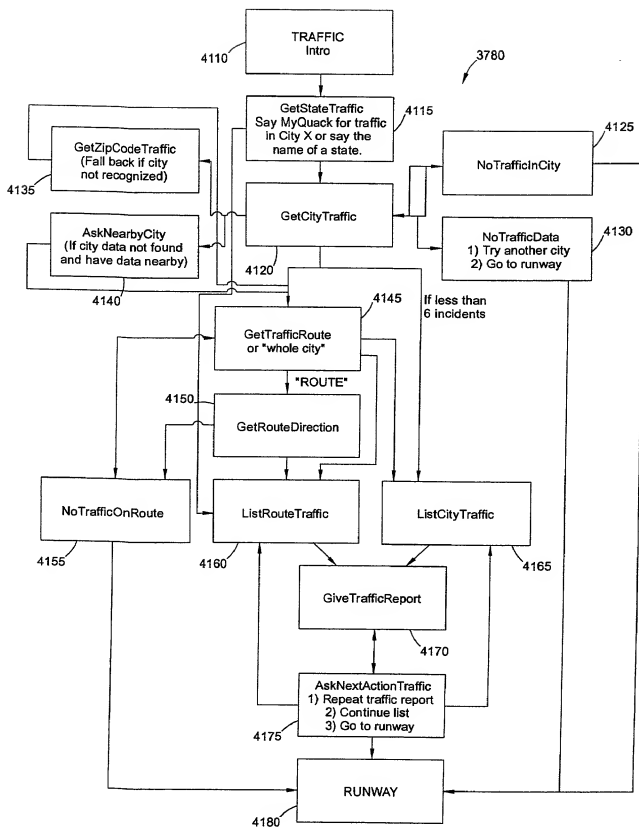 TRAFFIC
Intro
4110
3780
GetStateTraffic
Say MyQuack for traffic
in City X or say the
name of a state.
4115
GetZipCodeTraffic
(Fall back if city
not recognized)
4135
NoTrafficInCity
4125
AskNearbyCity
(If city data not found
and have data nearby)
4140
GetCityTraffic
4120
NoTrafficData
1) Try another city
2) Go to runway
4130
If less than
6 incidents
GetTrafficRoute
or "whole city"
4145
"ROUTE"
4150
GetRouteDirection
NoTrafficOnRoute
4155
ListRouteTraffic
4160
ListCityTraffic
4165
GiveTrafficReport
4170
AskNextActionTraffic
1) Repeat traffic report
2) Continue list
3) Go to runway
4175
RUNWAY
4180